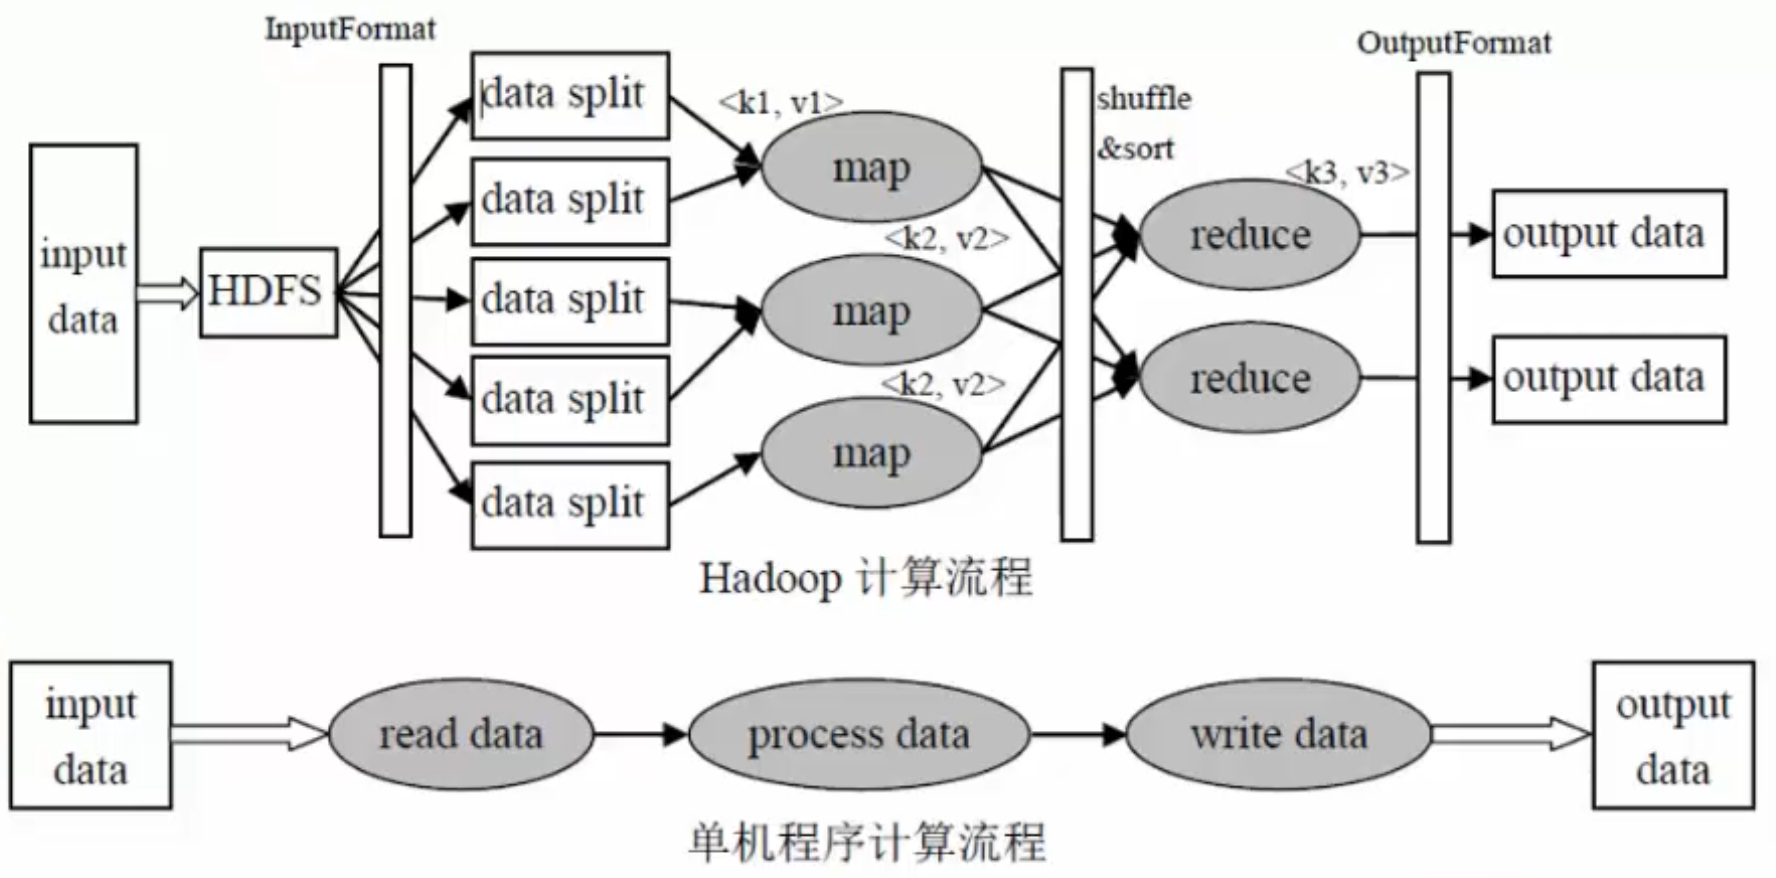 InputFormat
OutputFormat
data split
<k1, v1>
shuffle
&sort
map
<k3, v3>
data split
input
data
HDFS
<k2, v2>
reduce
output data
data split
map
data split
<k2, v2>
reduce
output data
map
data split
Hadoop 计算流程
input
data
read data
process data
write data
output
data
单机程序计算流程